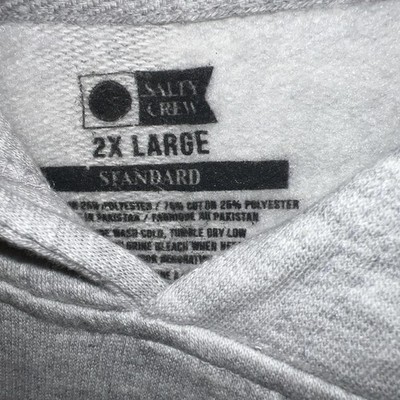 SALTY
CREW
2X LARGE
STANDARD
25% POLYESTER / 75% COTON 25% POLYESTER
IN PAKISTAN / FABRIQUE AU PAKISTAN
WASH COLD, TUMBLE DRY LOW
BLEACH WHEN